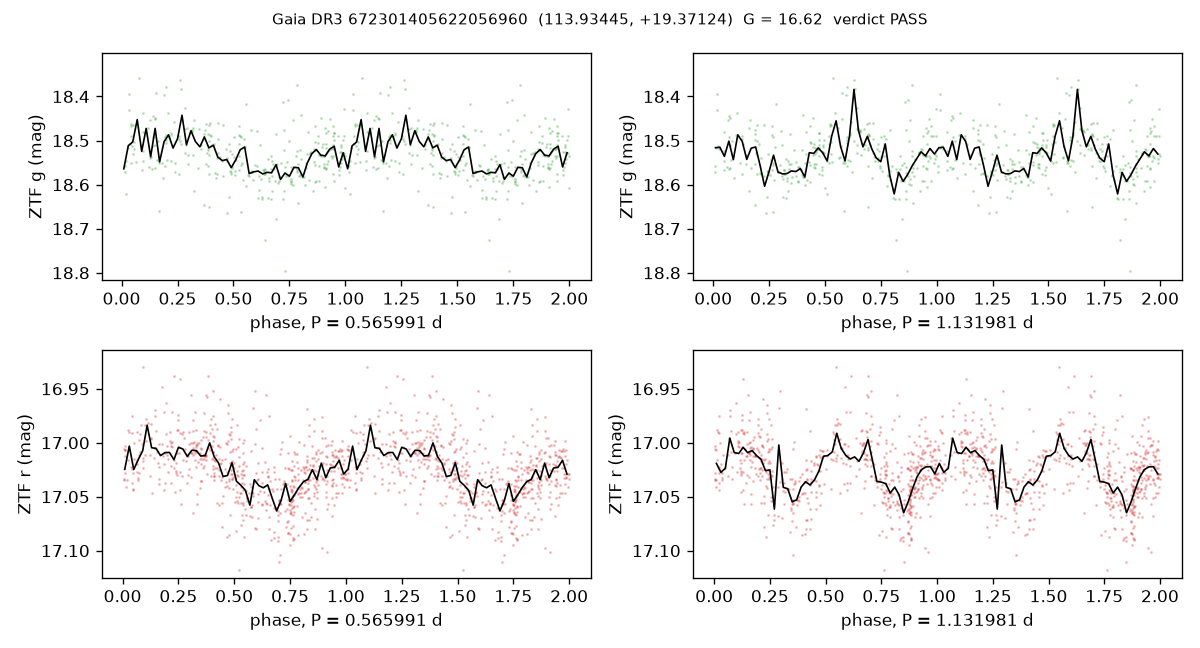 Gaia DR3 672301405622056960  (113.93445, +19.37124)  G = 16.62  verdict PASS
ZTF g (mag)
18.4
18.5
18.6
18.7
18.8
0.00 0.25 0.50 0.75 1.00 1.25 1.50 1.75 2.00
phase, P = 0.565991 d
ZTF g (mag)
18.4
18.5
18.6
18.7
18.8
0.00 0.25 0.50 0.75 1.00 1.25 1.50 1.75 2.00
phase, P = 1.131981 d
ZTF r (mag)
16.95
17.00
17.05
17.10
0.00 0.25 0.50 0.75 1.00 1.25 1.50 1.75 2.00
phase, P = 0.565991 d
ZTF r (mag)
16.95
17.00
17.05
17.10
0.00 0.25 0.50 0.75 1.00 1.25 1.50 1.75 2.00
phase, P = 1.131981 d